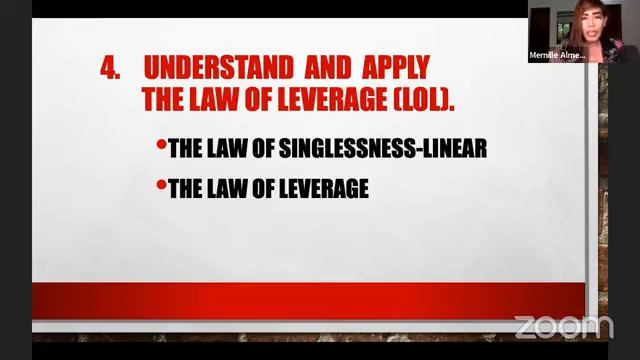 4. UNDERSTAND AND APPLY
THE LAW OF LEVERAGE (LOL).
•THE LAW OF SINGLESSNESS-LINEAR
•THE LAW OF LEVERAGE
Mernille Alme...
zoom